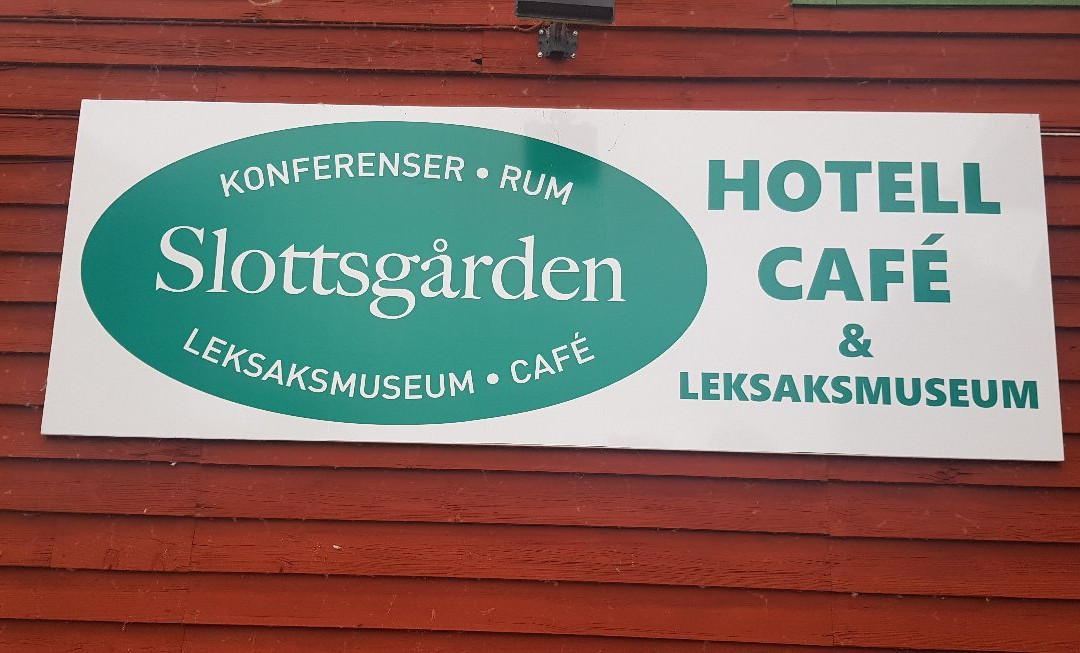 KONFERENSER • RUM
Slottsgården
LEKSAKSMUSEUM • CAFÉ
HOTELL
CAFÉ
&
LEKSAKSMUSEUM